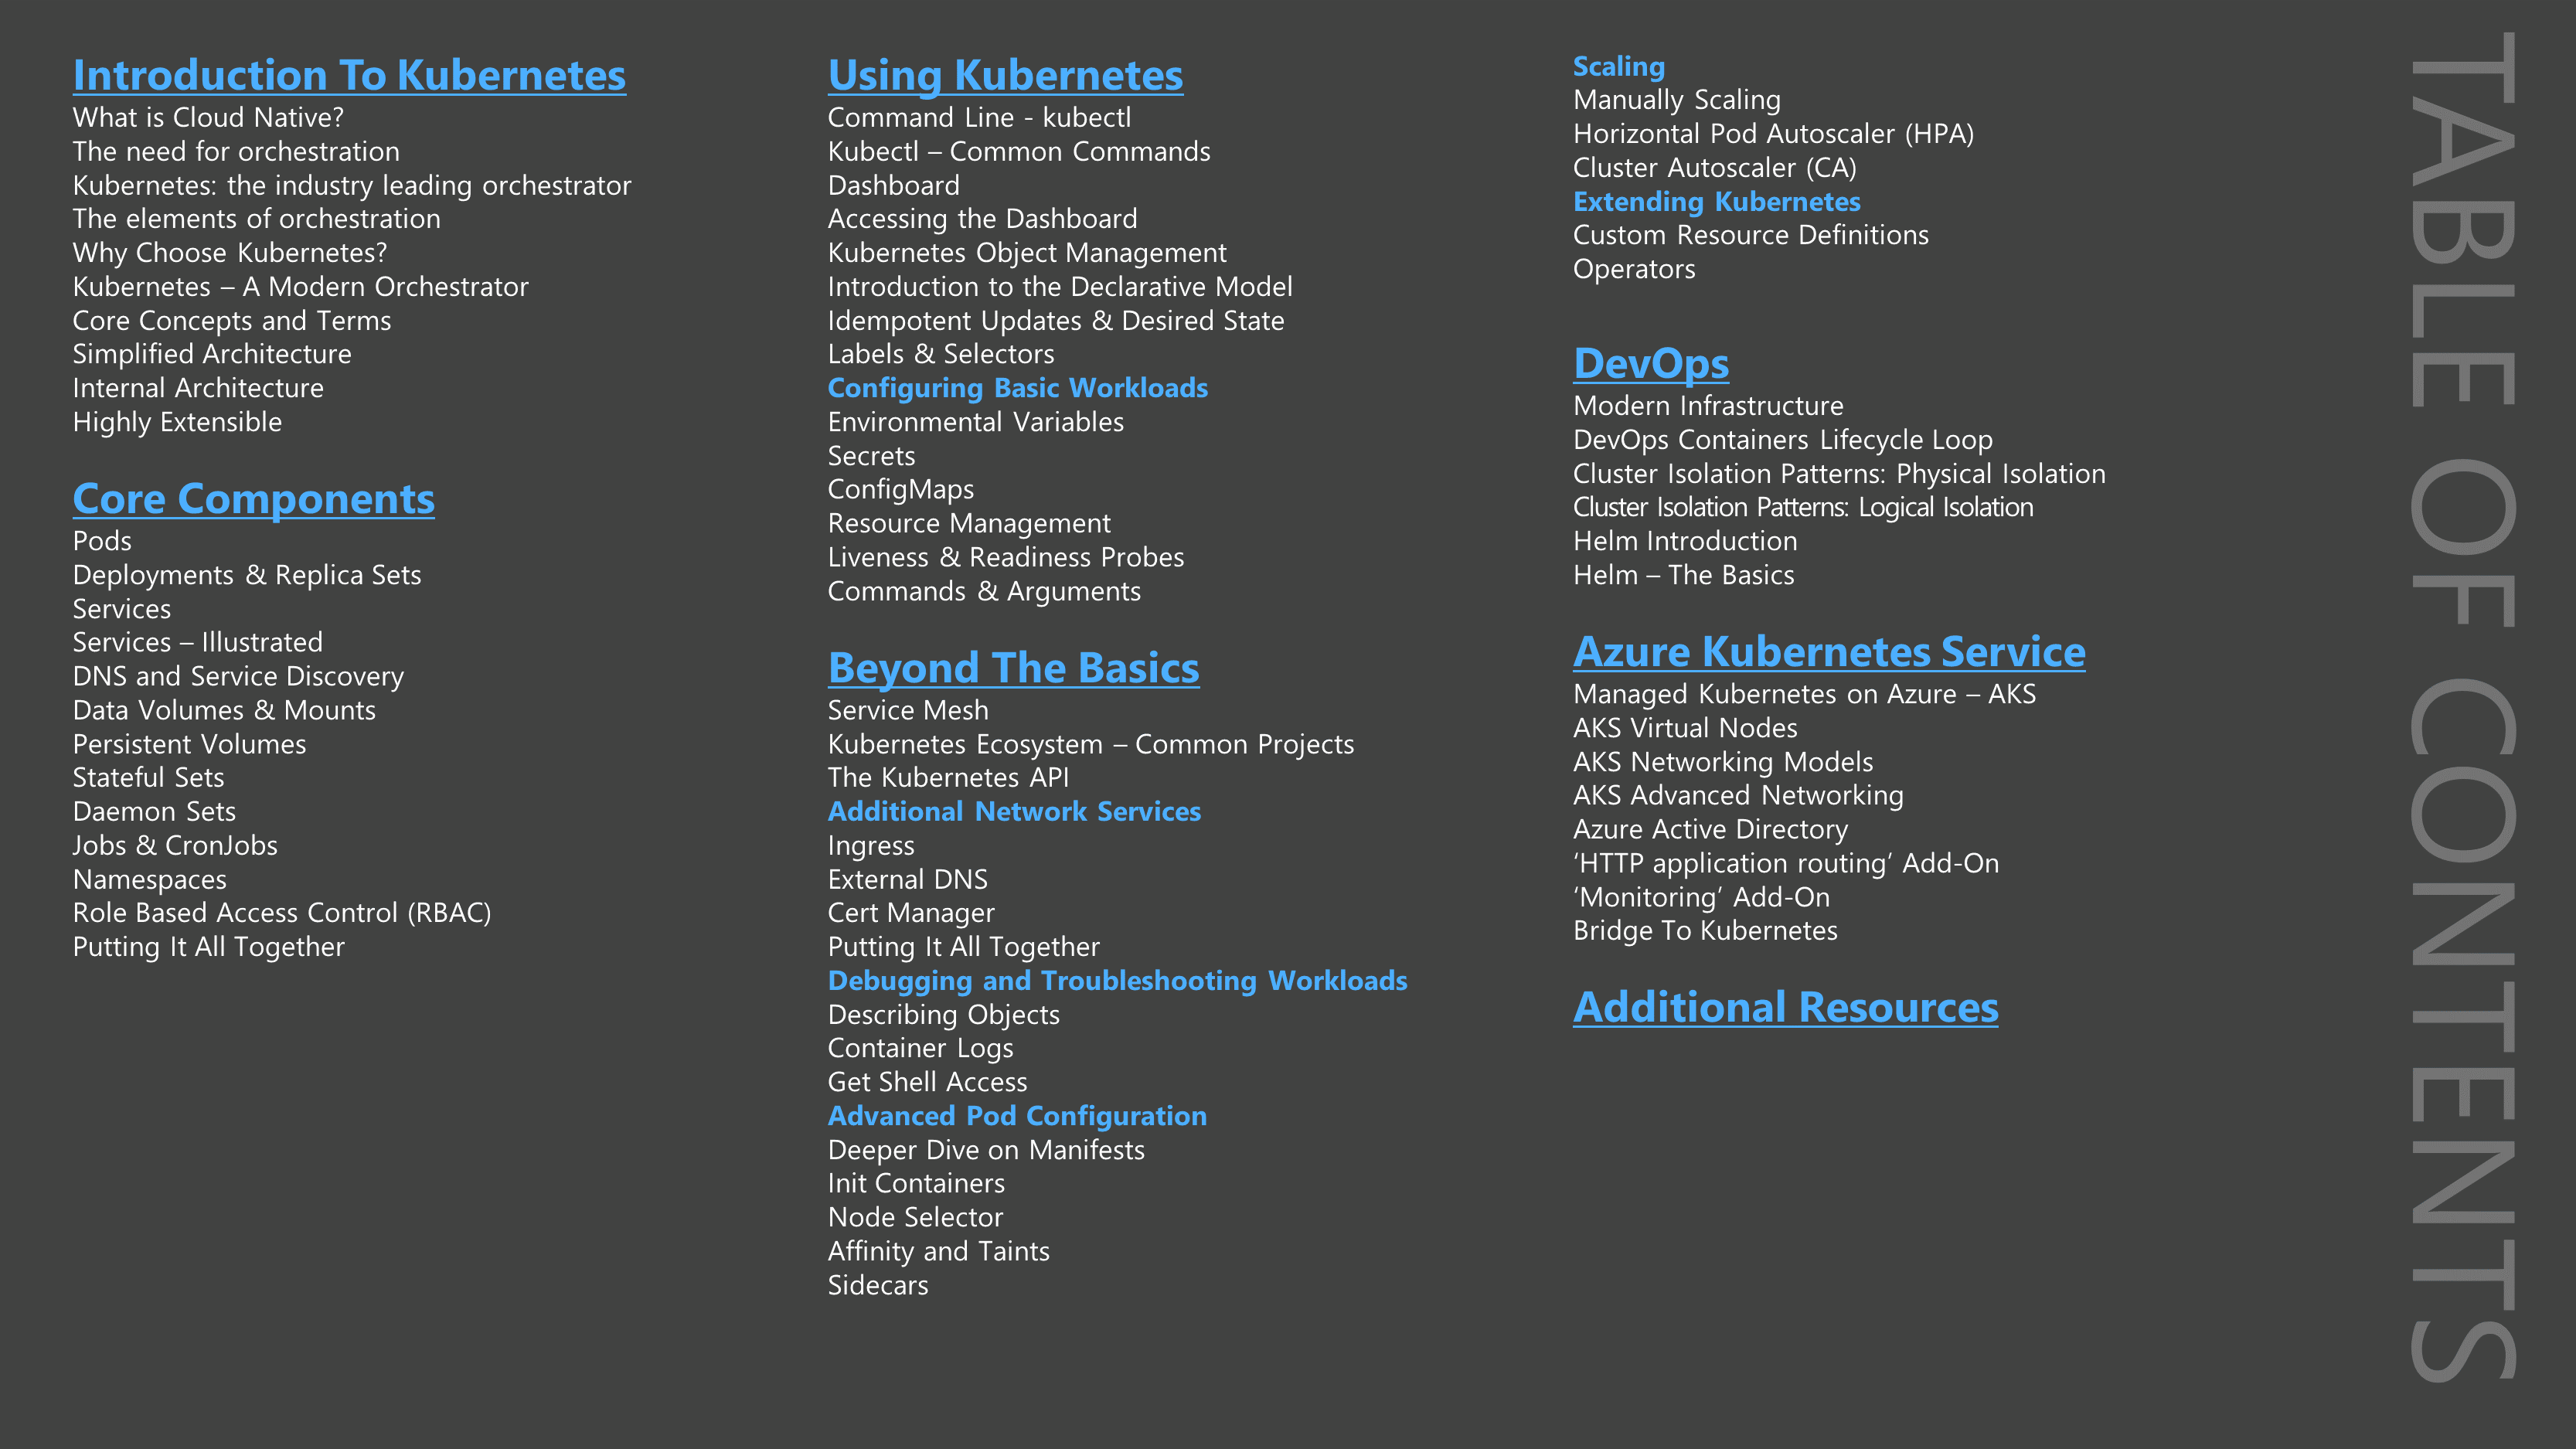 Introduction To Kubernetes
What is Cloud Native?
The need for orchestration
Kubernetes: the industry leading orchestrator
The elements of orchestration
Why Choose Kubernetes?
Kubernetes – A Modern Orchestrator
Core Concepts and Terms
Simplified Architecture
Internal Architecture
Highly Extensible
Core Components
Pods
Deployments & Replica Sets
Services
Services – Illustrated
DNS and Service Discovery
Data Volumes & Mounts
Persistent Volumes
Stateful Sets
Daemon Sets
Jobs & CronJobs
Namespaces
Role Based Access Control (RBAC)
Putting It All Together
Using Kubernetes
Command Line - kubectl
Kubectl – Common Commands
Dashboard
Accessing the Dashboard
Kubernetes Object Management
Introduction to the Declarative Model
Idempotent Updates & Desired State
Labels & Selectors
Configuring Basic Workloads
Environmental Variables
Secrets
ConfigMaps
Resource Management
Liveness & Readiness Probes
Commands & Arguments
Beyond The Basics
Service Mesh
Kubernetes Ecosystem – Common Projects
The Kubernetes API
Additional Network Services
Ingress
External DNS
Cert Manager
Putting It All Together
Debugging and Troubleshooting Workloads
Describing Objects
Container Logs
Get Shell Access
Advanced Pod Configuration
Deeper Dive on Manifests
Init Containers
Node Selector
Affinity and Taints
Sidecars
Scaling
Manually Scaling
Horizontal Pod Autoscaler (HPA)
Cluster Autoscaler (CA)
Extending Kubernetes
Custom Resource Definitions
Operators
DevOps
Modern Infrastructure
DevOps Containers Lifecycle Loop
Cluster Isolation Patterns: Physical Isolation
Cluster Isolation Patterns: Logical Isolation
Helm Introduction
Helm – The Basics
Azure Kubernetes Service
Managed Kubernetes on Azure – AKS
AKS Virtual Nodes
AKS Networking Models
AKS Advanced Networking
Azure Active Directory
‘HTTP application routing’ Add-On
‘Monitoring’ Add-On
Bridge To Kubernetes
Additional Resources
TABLE OF CONTENTS